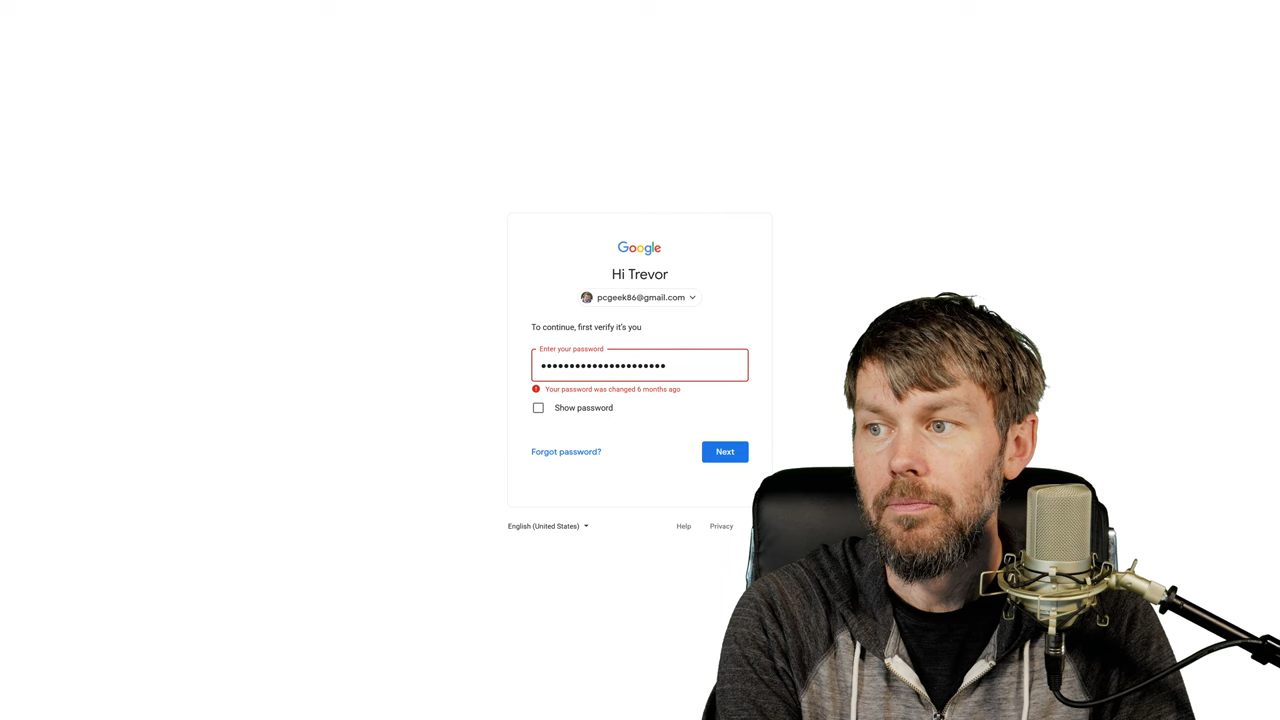 Google
Hi Trevor
pcgeek86@gmail.com
To continue, first verify it's you
Enter your password
••••••••••••••••••••••
Your password was changed 6 months ago
Show password
Forgot password?
Next
English (United States)
Help
Privacy